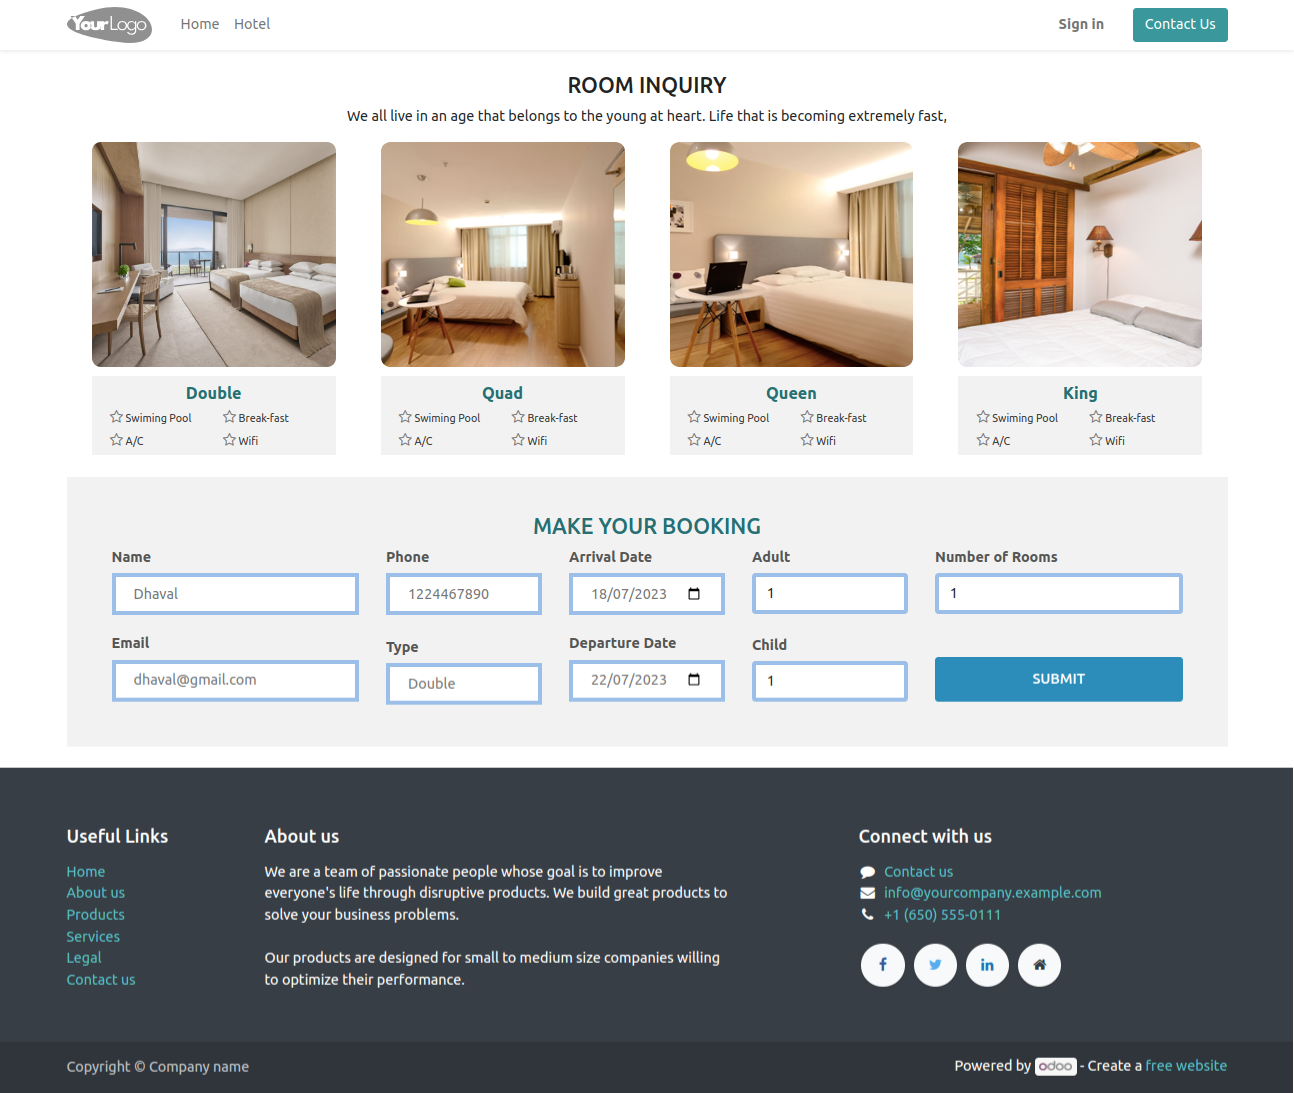 YourLogo Home Hotel Sign in Contact Us
ROOM INQUIRY
We all live in an age that belongs to the young at heart. Life that is becoming extremely fast,
Double Quad Queen King
Swiming Pool Break-fast Swiming Pool Break-fast Swiming Pool Break-fast Swiming Pool Break-fast
A/C Wifi A/C Wifi A/C Wifi A/C Wifi
MAKE YOUR BOOKING
Name Phone Arrival Date Adult Number of Rooms
Dhaval 1224467890 18/07/2023 1 1
Email Type Departure Date Child
dhaval@gmail.com Double 22/07/2023 1 SUBMIT
Useful Links About us Connect with us
Home We are a team of passionate people whose goal is to improve Contact us
About us everyone's life through disruptive products. We build great products to info@yourcompany.example.com
Products solve your business problems. +1 (650) 555-0111
Services
Legal Our products are designed for small to medium size companies willing
Contact us to optimize their performance.
Copyright © Company name Powered by odoo - Create a free website